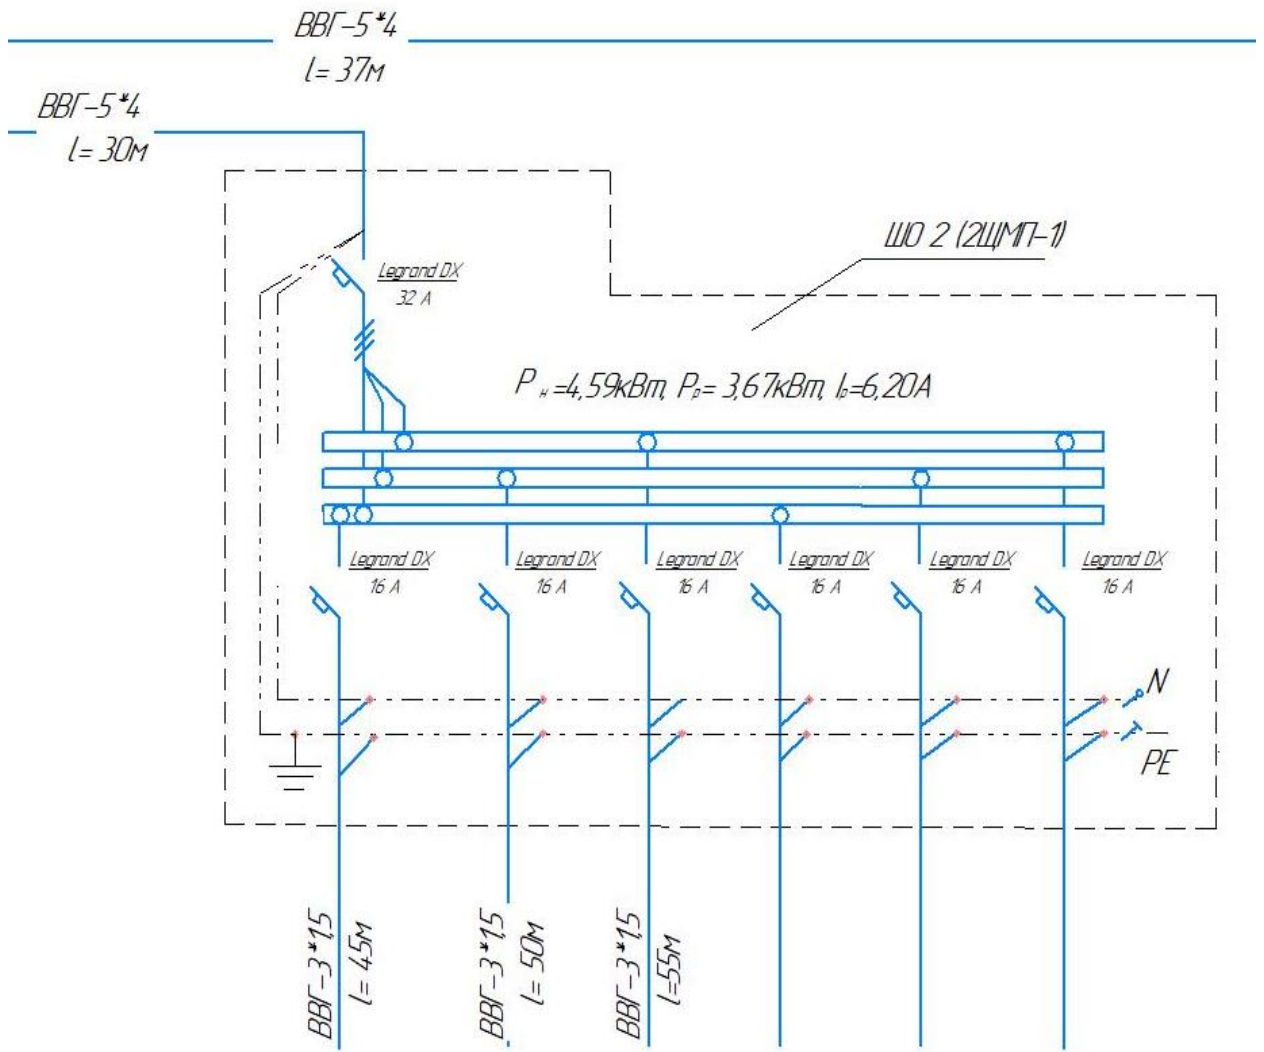 ВВГ-5*4
l= 37м
ВВГ-5*4
l= 30м
ШО 2 (2ЩМП-1)
Legrand DX
32 А
Pн=4,59кВт, Pр= 3,67кВт, Iр=6,20А
Legrand DX
16 А
Legrand DX
16 А
Legrand DX
16 А
Legrand DX
16 А
Legrand DX
16 А
Legrand DX
16 А
N
PE
ВВГ-3*1,5
l= 45м
ВВГ-3*1,5
l= 50м
ВВГ-3*1,5
l=55м